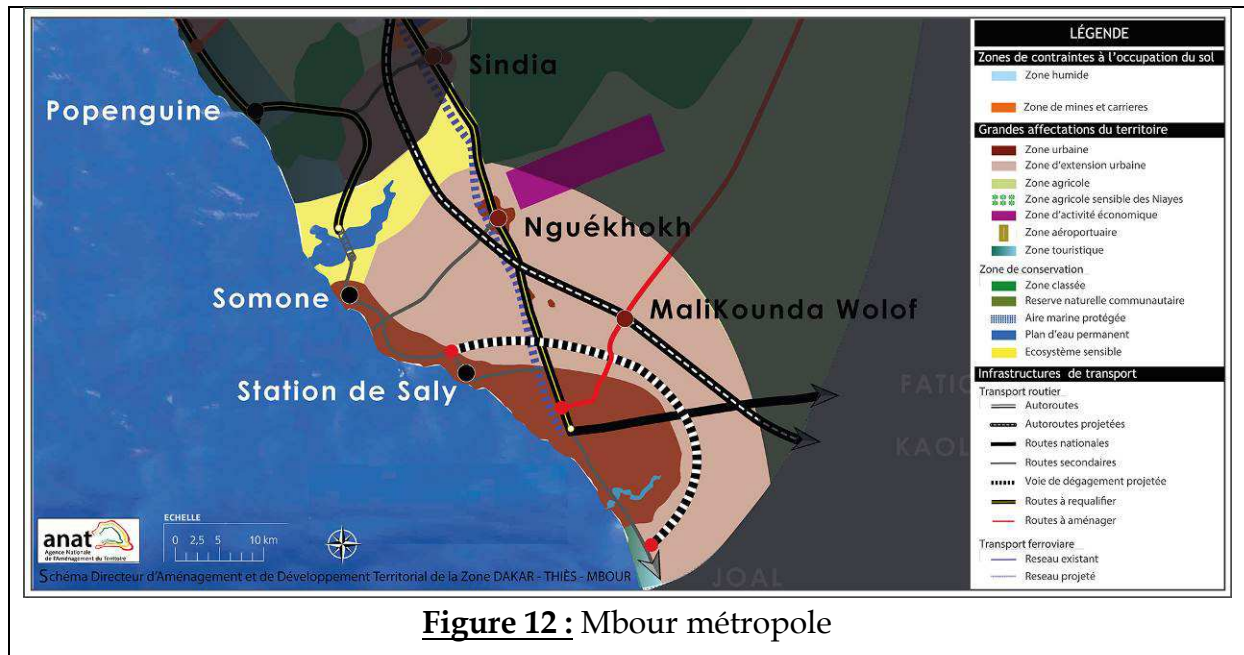 Sindia
Popenguine
Nguékhokh
Somone
MaliKounda Wolof
Station de Saly
FATIC
KAOL
JOAL
anat
Agence Nationale
de l'Aménagement du Territoire
ECHELLE
0 2,5 5 10 km
Schéma Directeur d'Aménagement et de Développement Territorial de la Zone DAKAR - THIÈS - MBOUR
LÉGENDE
Zones de contraintes à l'occupation du sol
Zone humide
Zone de mines et carrieres
Grandes affectations du territoire
Zone urbaine
Zone d'extension urbaine
Zone agricole
Zone agricole sensible des Niayes
Zone d'activité économique
Zone aéroportuaire
Zone touristique
Zone de conservation
Zone classée
Reserve naturelle communautaire
Aire marine protégée
Plan d'eau permanent
Ecosystème sensible
Infrastructures de transport
Transport routier
Autoroutes
Autoroutes projetées
Routes nationales
Routes secondaires
Voie de dégagement projetée
Routes à requalifier
Routes à aménager
Transport ferroviaire
Reseau existant
Reseau projeté
Figure 12 : Mbour métropole